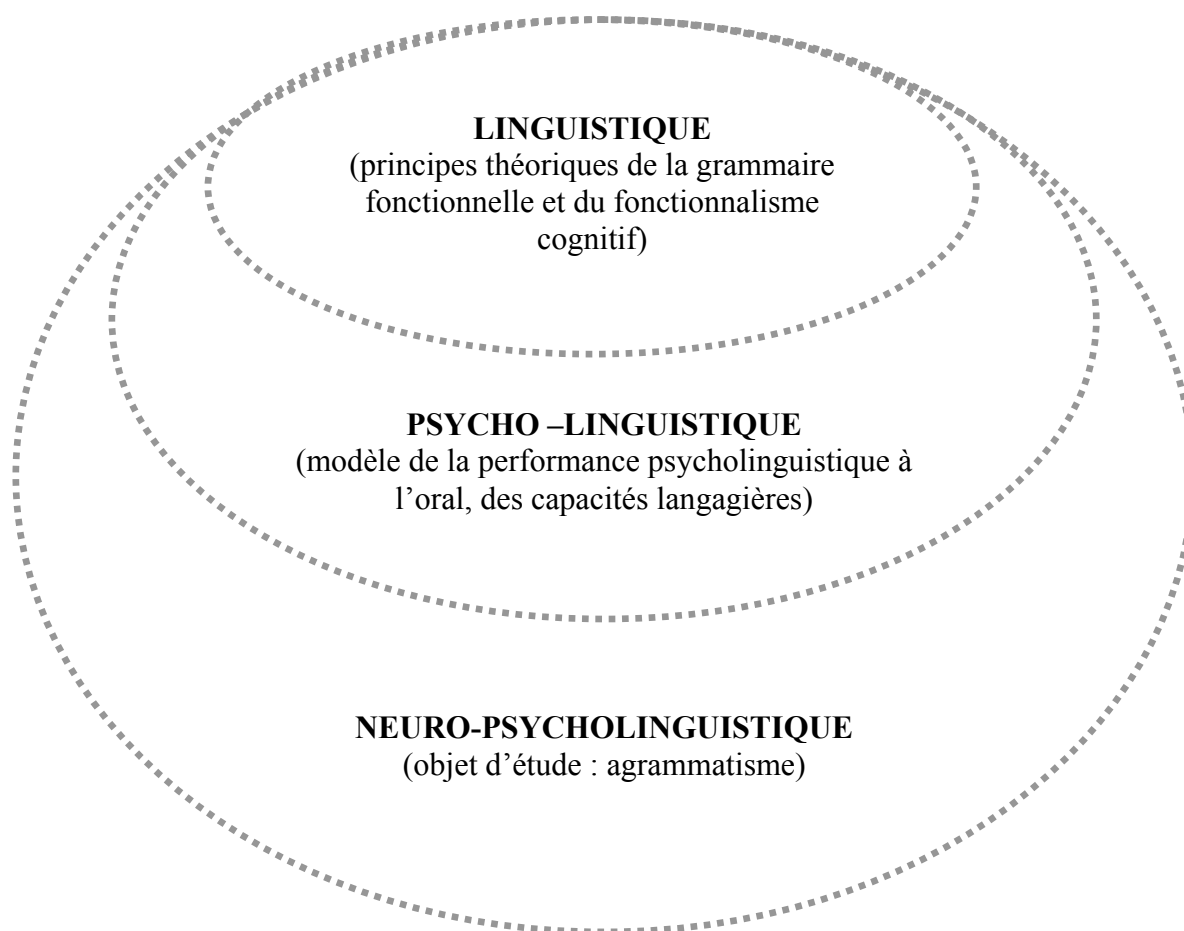 LINGUISTIQUE
(principes théoriques de la grammaire
fonctionnelle et du fonctionnalisme
cognitif)
PSYCHO –LINGUISTIQUE
(modèle de la performance psycholinguistique à
l’oral, des capacités langagières)
NEURO-PSYCHOLINGUISTIQUE
(objet d’étude : agrammatisme)